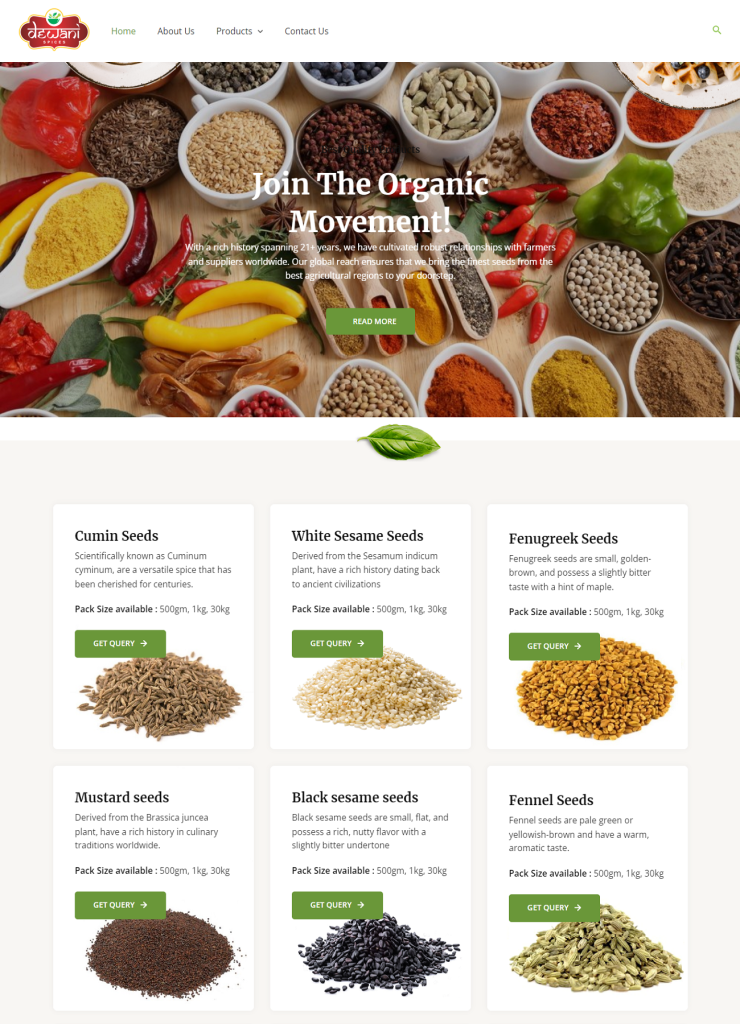 dewani
SPICES
Home
About Us
Products
Contact Us
Join The Organic
Movement!
With a rich history spanning 21+ years, we have cultivated robust relationships with farmers
and suppliers worldwide. Our global reach ensures that we bring the finest seeds from the
best agricultural regions to your doorstep.
READ MORE
Cumin Seeds
Scientifically known as Cuminum
cyminum, are a versatile spice that has
been cherished for centuries.
Pack Size available : 500gm, 1kg, 30kg
GET QUERY
White Sesame Seeds
Derived from the Sesamum indicum
plant, have a rich history dating back
to ancient civilizations
Pack Size available : 500gm, 1kg, 30kg
GET QUERY
Fenugreek Seeds
Fenugreek seeds are small, golden-
brown, and possess a slightly bitter
taste with a hint of maple.
Pack Size available : 500gm, 1kg, 30kg
GET QUERY
Mustard seeds
Derived from the Brassica juncea
plant, have a rich history in culinary
traditions worldwide.
Pack Size available : 500gm, 1kg, 30kg
GET QUERY
Black sesame seeds
Black sesame seeds are small, flat, and
possess a rich, nutty flavor with a
slightly bitter undertone
Pack Size available : 500gm, 1kg, 30kg
GET QUERY
Fennel Seeds
Fennel seeds are pale green or
yellowish-brown and have a warm,
aromatic taste.
Pack Size available : 500gm, 1kg, 30kg
GET QUERY